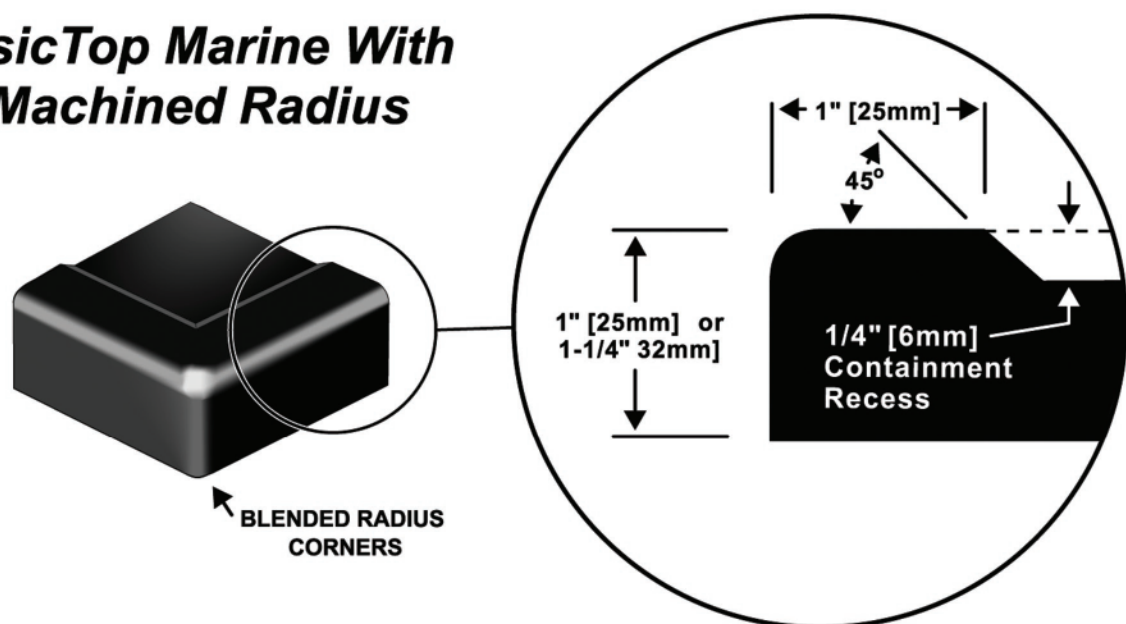 sicTop Marine With
Machined Radius
1" [25mm]
45°
1" [25mm] or
1-1/4" 32mm]
1/4" [6mm]
Containment
Recess
BLENDED RADIUS
CORNERS